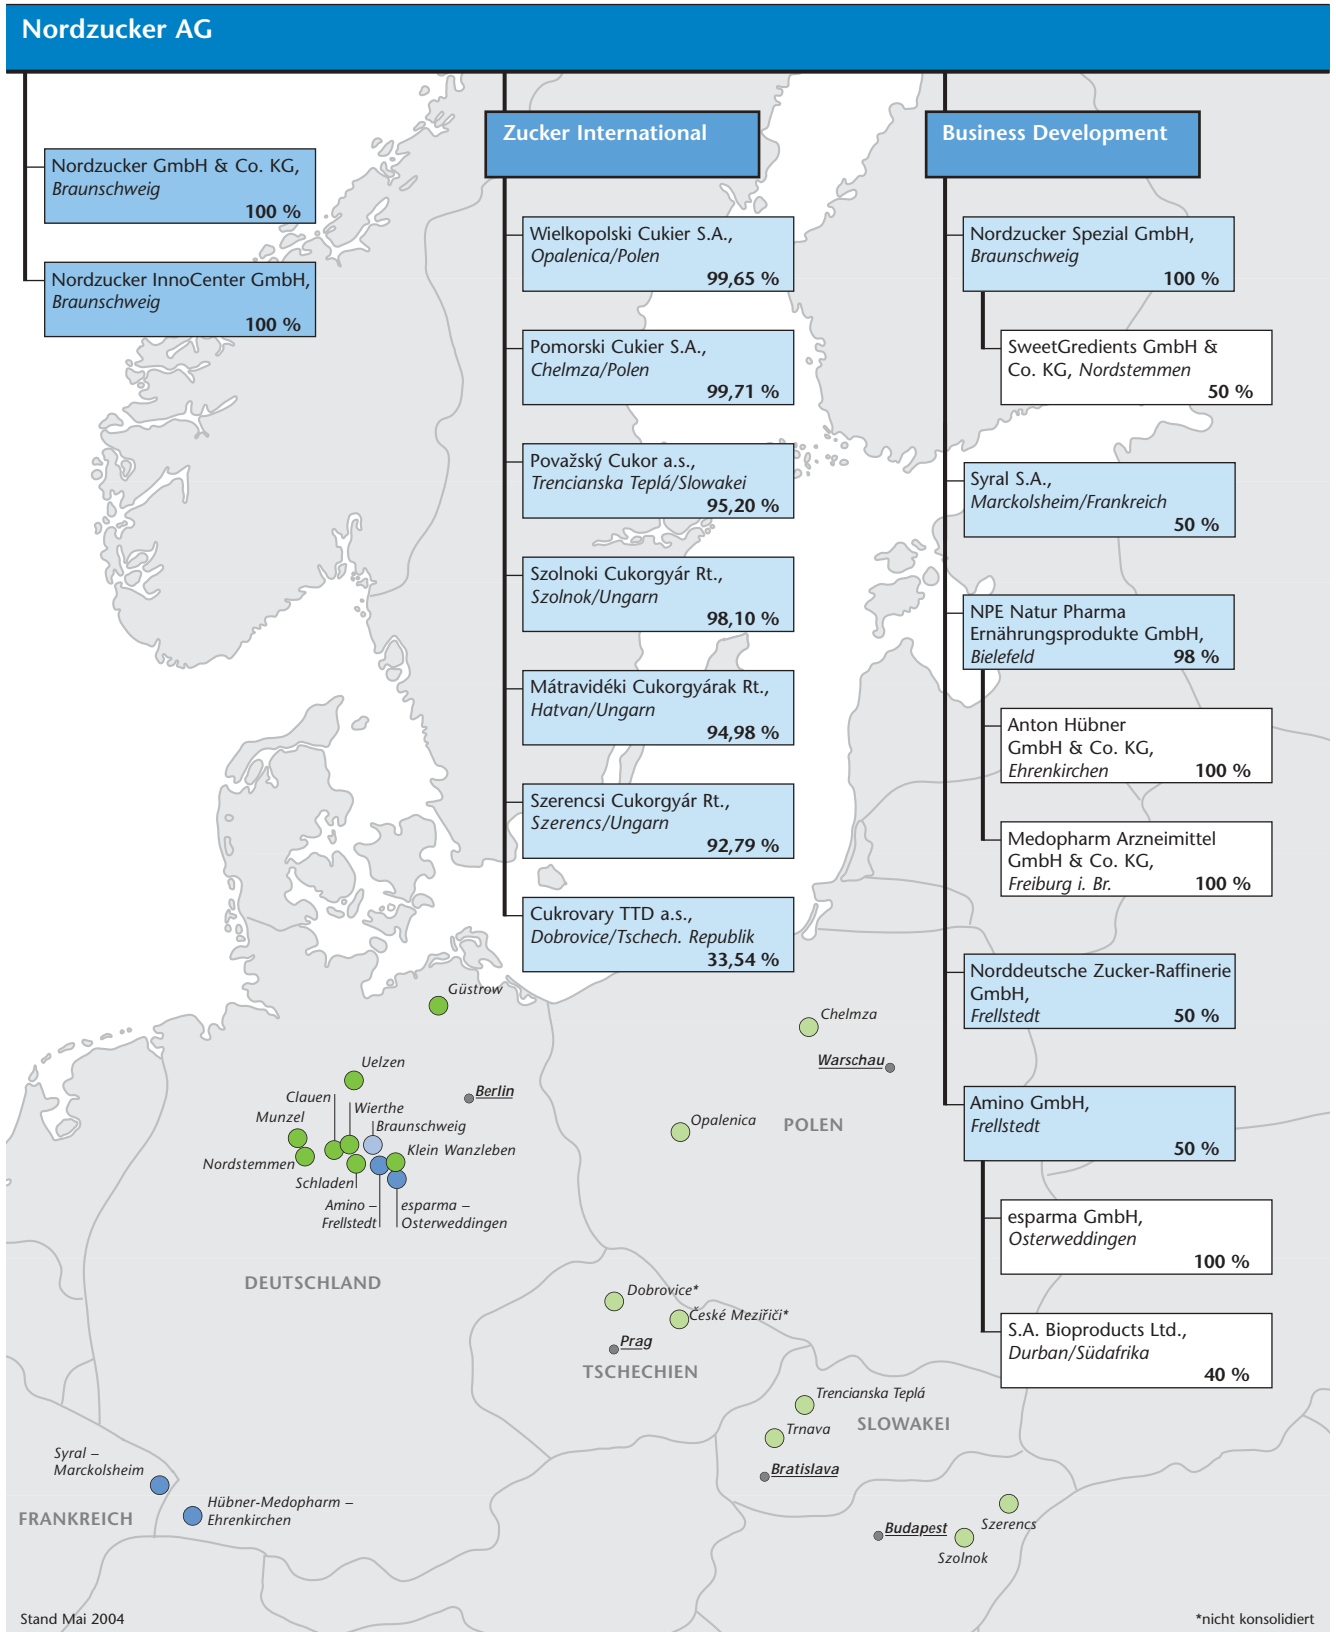 Nordzucker AG
Nordzucker GmbH & Co. KG,
Braunschweig
100 %
Nordzucker InnoCenter GmbH,
Braunschweig
100 %
Zucker International
Wielkopolski Cukier S.A.,
Opalenica/Polen
99,65 %
Pomorski Cukier S.A.,
Chelmza/Polen
99,71 %
Považský Cukor a.s.,
Trencianska Teplá/Slowakei
95,20 %
Szolnoki Cukorgyár Rt.,
Szolnok/Ungarn
98,10 %
Mátravidéki Cukorgyárak Rt.,
Hatvan/Ungarn
94,98 %
Szerencsi Cukorgyár Rt.,
Szerencs/Ungarn
92,79 %
Cukrovary TTD a.s.,
Dobrovice/Tschech. Republik
33,54 %
Business Development
Nordzucker Spezial GmbH,
Braunschweig
100 %
SweetGredients GmbH &
Co. KG, Nordstemmen
50 %
Syral S.A.,
Marckolsheim/Frankreich
50 %
NPE Natur Pharma
Ernährungsprodukte GmbH,
Bielefeld 98 %
Anton Hübner
GmbH & Co. KG,
Ehrenkirchen 100 %
Medopharm Arzneimittel
GmbH & Co. KG,
Freiburg i. Br. 100 %
Norddeutsche Zucker-Raffinerie
GmbH,
Frellstedt 50 %
Amino GmbH,
Frellstedt
50 %
esparma GmbH,
Osterweddingen
100 %
S.A. Bioproducts Ltd.,
Durban/Südafrika
40 %
Güstrow
Uelzen
Clauen
Wierthe
Munzel
Braunschweig
Klein Wanzleben
Nordstemmen
Schladen
Amino –
Frellstedt
esparma –
Osterweddingen
Berlin
Chelmza
Warschau
Opalenica
POLEN
DEUTSCHLAND
Dobrovice*
České Meziřiči*
Prag
TSCHECHIEN
Trencianska Teplá
Trnava
SLOWAKEI
Bratislava
Syral –
Marckolsheim
FRANKREICH
Hübner-Medopharm –
Ehrenkirchen
Szerencs
Budapest
Szolnok
Stand Mai 2004
*nicht konsolidiert